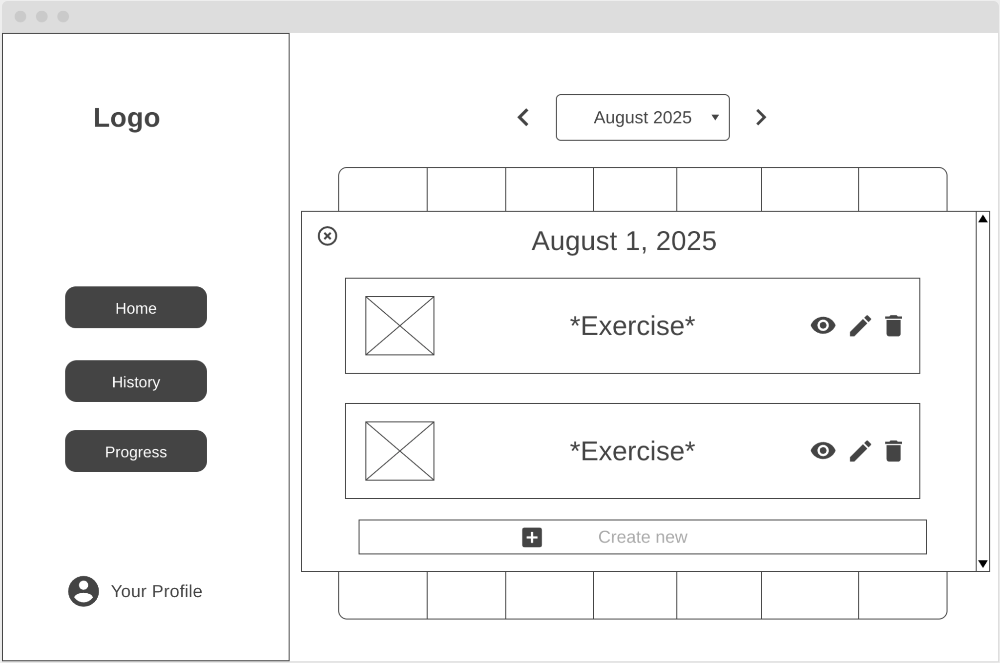 Logo
Home
History
Progress
Your Profile
August 2025
August 1, 2025
*Exercise*
*Exercise*
Create new